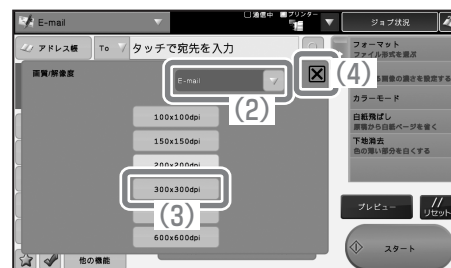 □通信中 ■プリンター
E-mail
ジョブ状況
アドレス帳 To タッチで宛先を入力
画質/解像度
E-mail
(2)
(4)
100x100dpi
150x150dpi
200x200dpi
300x300dpi
(3)
600x600dpi
他の機能
フォーマット
ファイル形式を選ぶ
る画像の濃さを設定する
カラーモード
白紙飛ばし
原稿から白紙ページを省く
下地消去
色の薄い部分を白くする
プレビュー
リセット
スタート